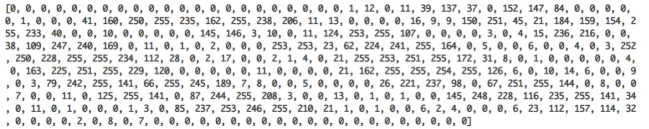 [0, 0, 0, 0, 0, 0, 0, 0, 0, 0, 0, 0, 0, 0, 0, 0, 0, 0, 0, 1, 12, 0, 11, 39, 137, 37, 0, 152, 147, 84, 0, 0, 0, 0,
0, 1, 0, 0, 0, 41, 160, 250, 255, 235, 162, 255, 238, 206, 11, 13, 0, 0, 0, 0, 16, 9, 9, 150, 251, 45, 21, 184, 159, 154, 2
55, 233, 40, 0, 0, 10, 0, 0, 0, 0, 0, 145, 146, 3, 10, 0, 11, 124, 253, 255, 107, 0, 0, 0, 0, 3, 0, 4, 15, 236, 216, 0, 0,
38, 109, 247, 240, 169, 0, 11, 0, 1, 0, 2, 0, 0, 0, 253, 253, 23, 62, 224, 241, 255, 164, 0, 5, 0, 0, 6, 0, 0, 4, 0, 3, 252
, 250, 228, 255, 255, 234, 112, 28, 0, 2, 17, 0, 0, 2, 1, 4, 0, 21, 255, 253, 251, 255, 172, 31, 8, 0, 1, 0, 0, 0, 0, 0, 4,
0, 163, 225, 251, 255, 229, 120, 0, 0, 0, 0, 0, 11, 0, 0, 0, 0, 21, 162, 255, 255, 254, 255, 126, 6, 0, 10, 14, 6, 0, 0, 9
, 0, 3, 79, 242, 255, 141, 66, 255, 245, 189, 7, 8, 0, 0, 5, 0, 0, 0, 0, 26, 221, 237, 98, 0, 67, 251, 255, 144, 0, 8, 0, 0
, 7, 0, 0, 11, 0, 125, 255, 141, 0, 87, 244, 255, 208, 3, 0, 0, 13, 0, 1, 0, 1, 0, 0, 145, 248, 228, 116, 235, 255, 141, 34
, 0, 11, 0, 1, 0, 0, 0, 1, 3, 0, 85, 237, 253, 246, 255, 210, 21, 1, 0, 1, 0, 0, 6, 2, 4, 0, 0, 0, 6, 23, 112, 157, 114, 32
, 0, 0, 0, 0, 2, 0, 8, 0, 7, 0, 0, 0, 0, 0, 0, 0, 0, 0, 0, 0, 0, 0, 0, 0, 0, 0, 0, 0, 0, 0, 0, 0, 0]